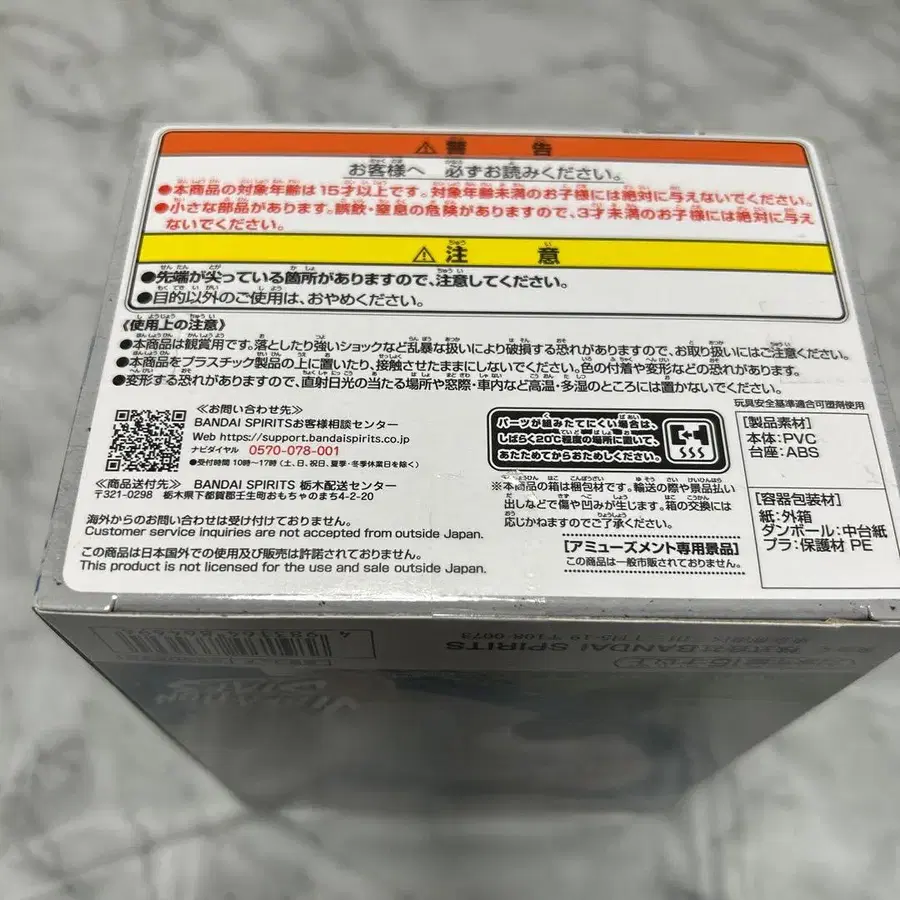 ⚠警告
お客様へ 必ずお読みください。
●本商品の対象年齢は15才以上です。対象年齢未満のお子様には絶対に与えないでください。
●小さな部品があります。誤飲・窒息の危険がありますので、3才未満のお子様には絶対に与え
ないでください。
⚠注意
●先端が尖っている箇所がありますので、注意してください。
●目的以外のご使用は、おやめください。
《使用上の注意》
●本商品は観賞用です。落としたり強いショックなど乱暴な扱いにより破損する恐れがありますので、お取り扱いにはご注意ください。
●本商品をプラスチック製品の上に置いたり、接触させたままにしないでください。色の付着や変形などの恐れがあります。
●変形する恐れがありますので、直射日光の当たる場所や窓際・車内など高温・多湿のところには置かないでください。
≪お問い合わせ先≫
BANDAI SPIRITSお客様相談センター
Web https://support.bandaispirits.co.jp
ナビダイヤル 0570-078-001
●受付時間 10時〜17時(土、日、祝日、夏季・冬季休業日を除く)
≪商品送付先≫ BANDAI SPIRITS 栃木配送センター
〒321-0298 栃木県下都賀郡壬生町おもちゃのまち4-2-20
海外からのお問い合わせは受け付けておりません。
Customer service inquiries are not accepted from outside Japan.
この商品は日本国外での使用及び販売は許諾されておりません。
This product is not licensed for the use and sale outside Japan.
パーツが組みたてにくい場合は、
しばらく20℃程度の場所に置いて、
あたためてからおためしください。
※本商品の箱は梱包材です。輸送の際や景品払い
出しなどで傷や凹みが生じます。箱の交換には
応じかねますのでご了承ください。
[アミューズメント専用景品]
この商品は一般市販されておりません。
玩具安全基準適合可塑剤使用
[製品素材]
本体:PVC
台座:ABS
[容器包装材]
紙:外箱
ダンボール:中台紙
プラ:保護材 PE
株式会社BANDAI SPIRITS
〒108-0073